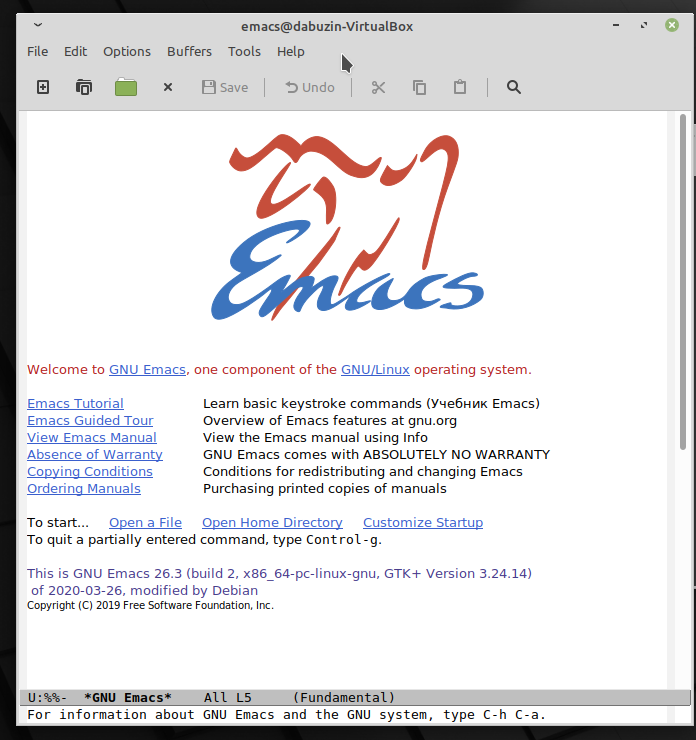 emacs@dabuzin-VirtualBox
File Edit Options Buffers Tools Help
Save Undo
Emacs
Welcome to GNU Emacs, one component of the GNU/Linux operating system.
Emacs Tutorial Learn basic keystroke commands (Учебник Emacs)
Emacs Guided Tour Overview of Emacs features at gnu.org
View Emacs Manual View the Emacs manual using Info
Absence of Warranty GNU Emacs comes with ABSOLUTELY NO WARRANTY
Copying Conditions Conditions for redistributing and changing Emacs
Ordering Manuals Purchasing printed copies of manuals
To start... Open a File Open Home Directory Customize Startup
To quit a partially entered command, type Control-g.
This is GNU Emacs 26.3 (build 2, x86_64-pc-linux-gnu, GTK+ Version 3.24.14)
of 2020-03-26, modified by Debian
Copyright (C) 2019 Free Software Foundation, Inc.
U:%%- *GNU Emacs* All L5 (Fundamental)
For information about GNU Emacs and the GNU system, type C-h C-a.